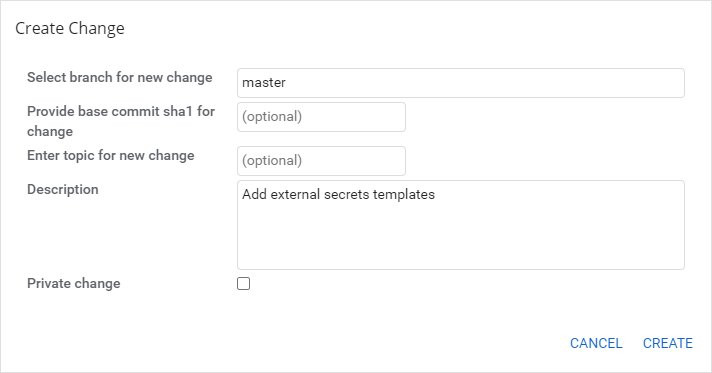 Create Change
Select branch for new change
master
Provide base commit sha1 for
change
(optional)
Enter topic for new change
(optional)
Description
Add external secrets templates
Private change
CANCEL
CREATE